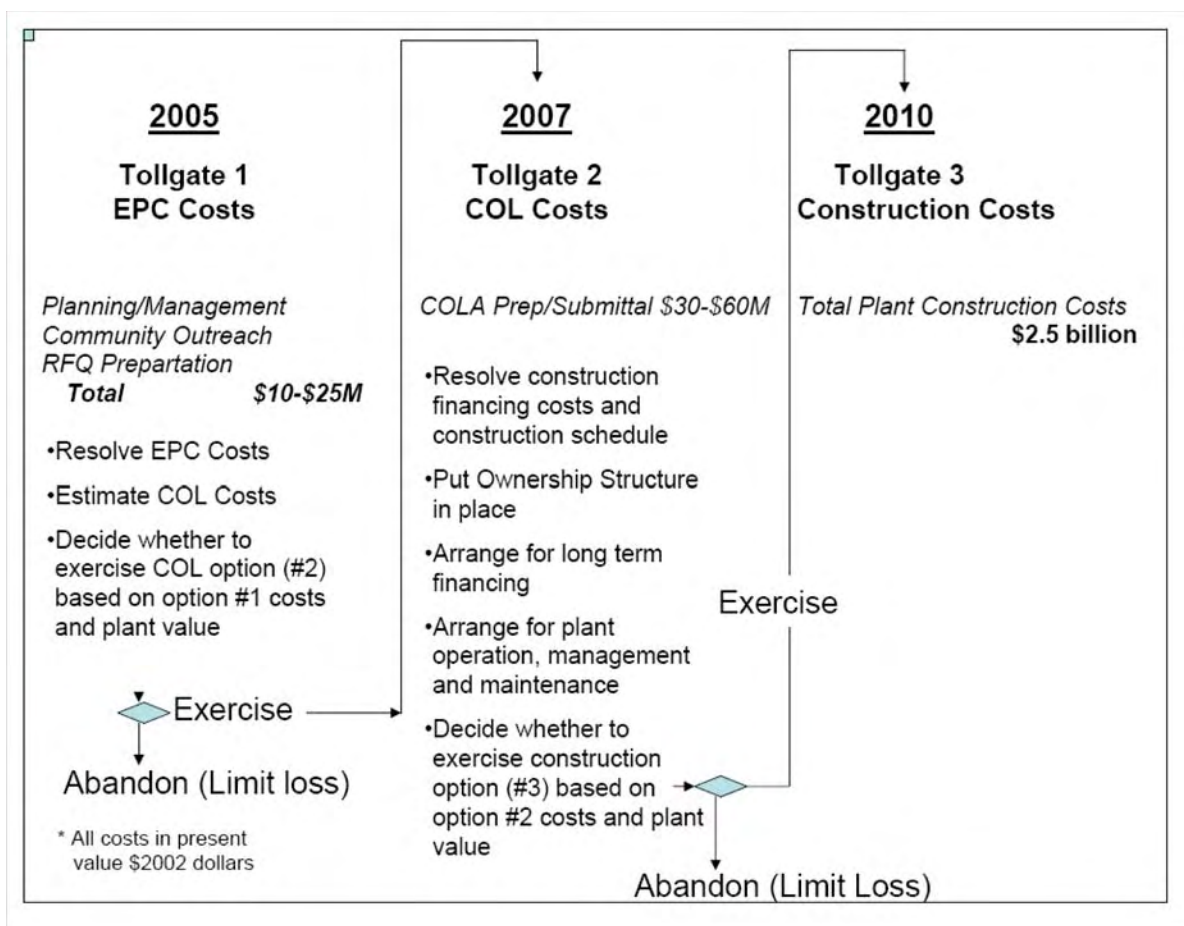 2005
Tollgate 1
EPC Costs
Planning/Management
Community Outreach
RFQ Prepartation
Total $10-$25M
•Resolve EPC Costs
•Estimate COL Costs
•Decide whether to
exercise COL option (#2)
based on option #1 costs
and plant value
Exercise
Abandon (Limit loss)
* All costs in present
value $2002 dollars
2007
Tollgate 2
COL Costs
COLA Prep/Submittal $30-$60M
•Resolve construction
financing costs and
construction schedule
•Put Ownership Structure
in place
•Arrange for long term
financing
•Arrange for plant
operation, management
and maintenance
•Decide whether to
exercise construction
option (#3) based on
option #2 costs and plant
value
Exercise
Abandon (Limit Loss)
2010
Tollgate 3
Construction Costs
Total Plant Construction Costs
$2.5 billion